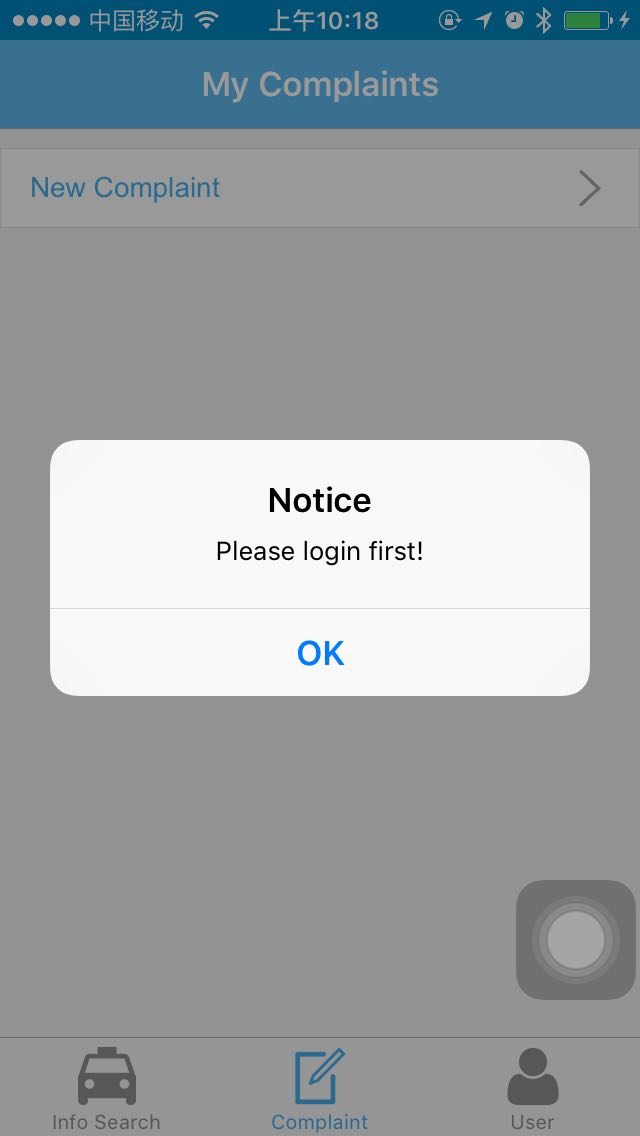 中国移动 上午10:18
My Complaints
New Complaint
Notice
Please login first!
OK
Info Search Complaint User